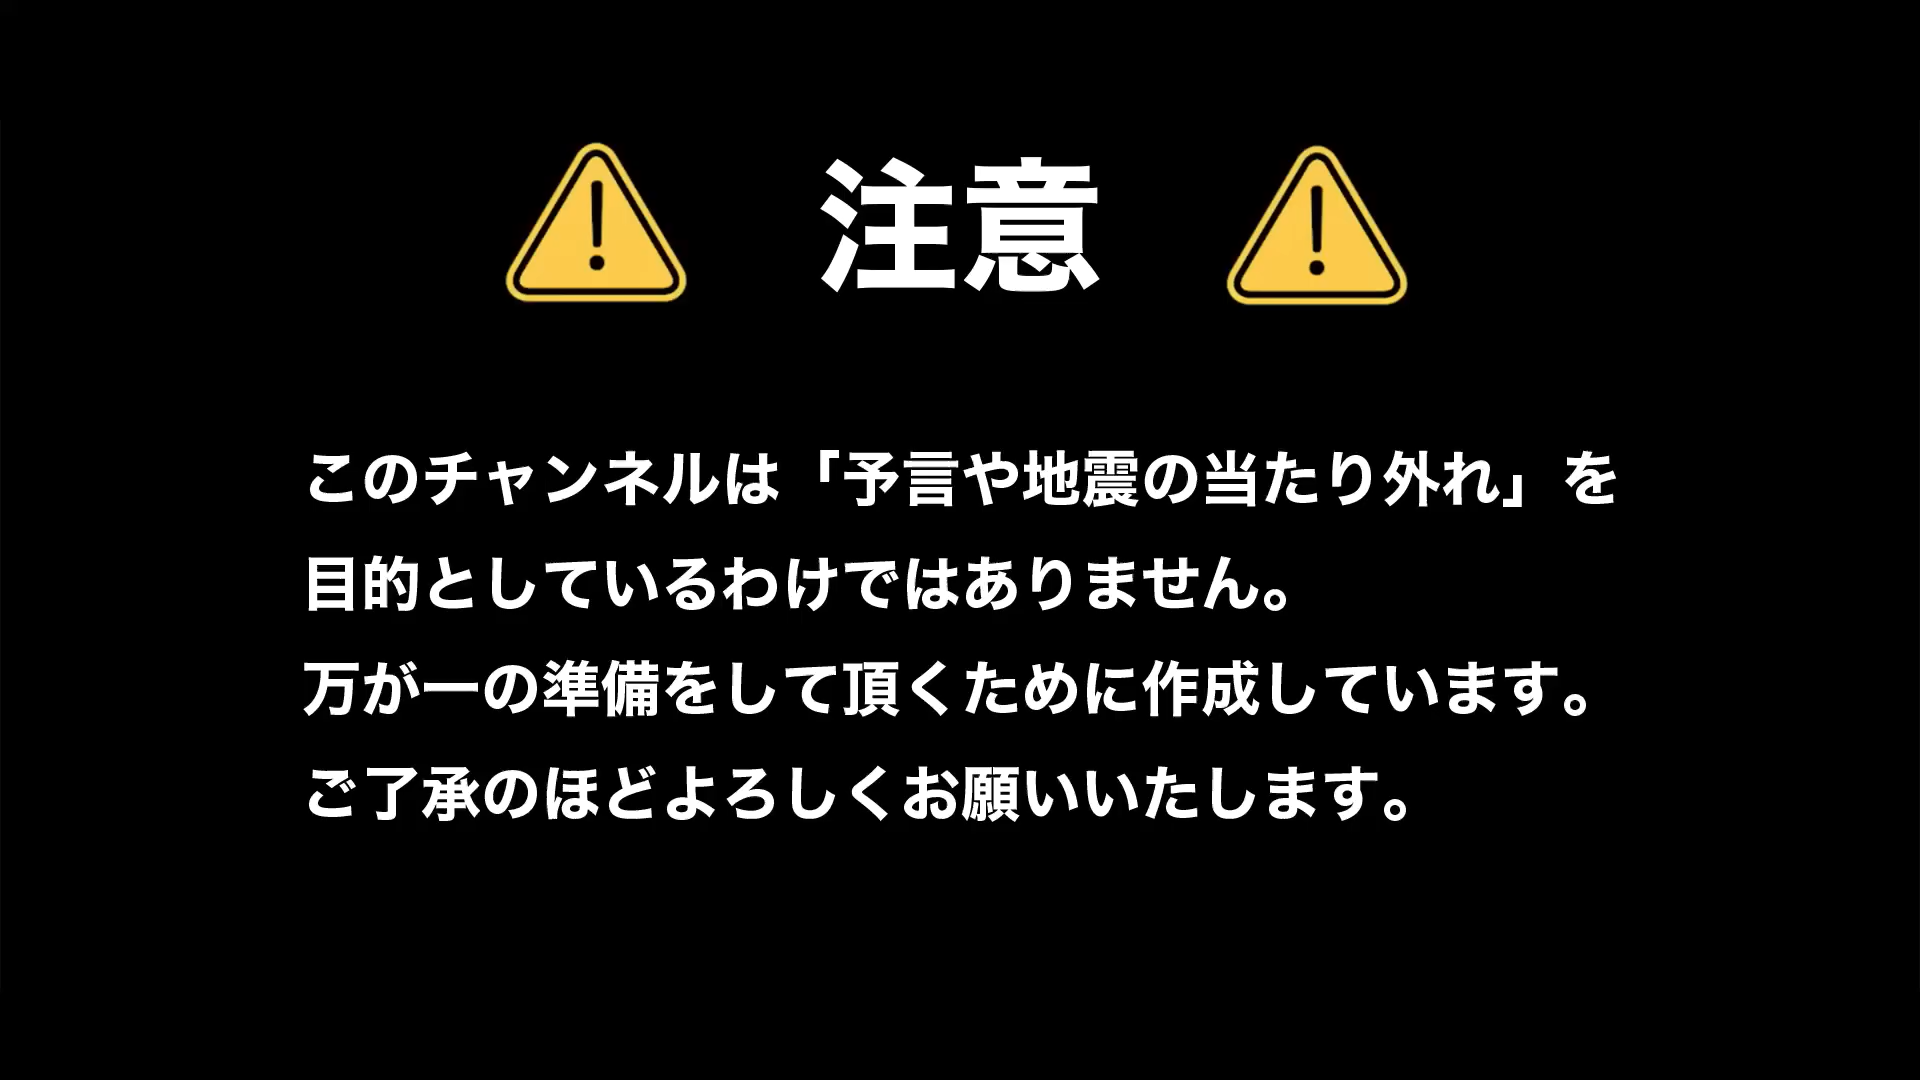 注意
このチャンネルは「予言や地震の当たり外れ」を
目的としているわけではありません。
万が一の準備をして頂くために作成しています。
ご了承のほどよろしくお願いいたします。